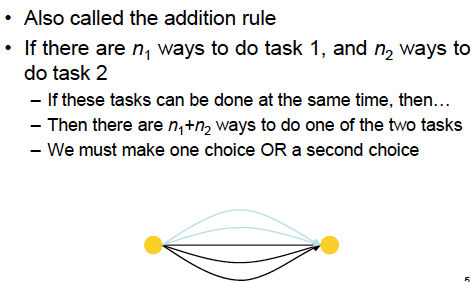 • Also called the addition rule
• If there are n₁ ways to do task 1, and n₂ ways to
do task 2
– If these tasks can be done at the same time, then…
– Then there are n₁+n₂ ways to do one of the two tasks
– We must make one choice OR a second choice
5